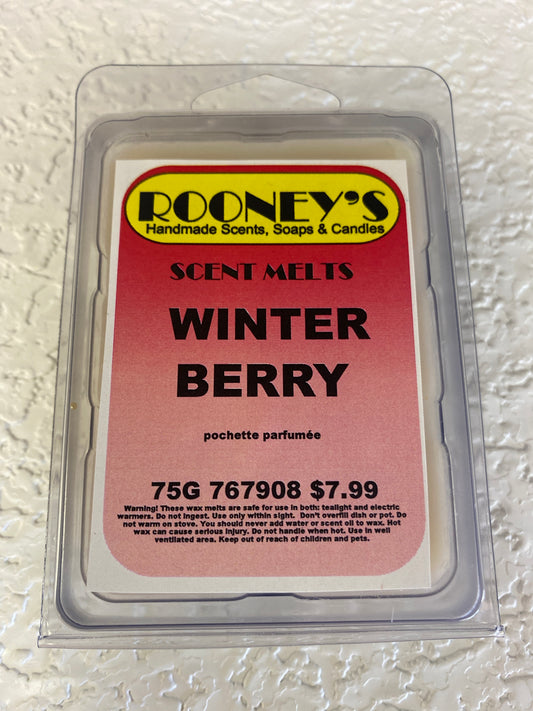 ROONEY'S
Handmade Scents, Soaps & Candles
SCENT MELTS
WINTER
BERRY
pochette parfumée
75G 767908 $7.99
Warning! These wax melts are safe for use in both: tealight and electric
warmers. Do not ingest. Use only within sight. Don't overfill dish or pot. Do
not warm on stove. You should never add water or scent oil to wax. Hot
wax can cause serious injury. Do not handle when hot. Use in well
ventilated area. Keep out of reach of children and pets.